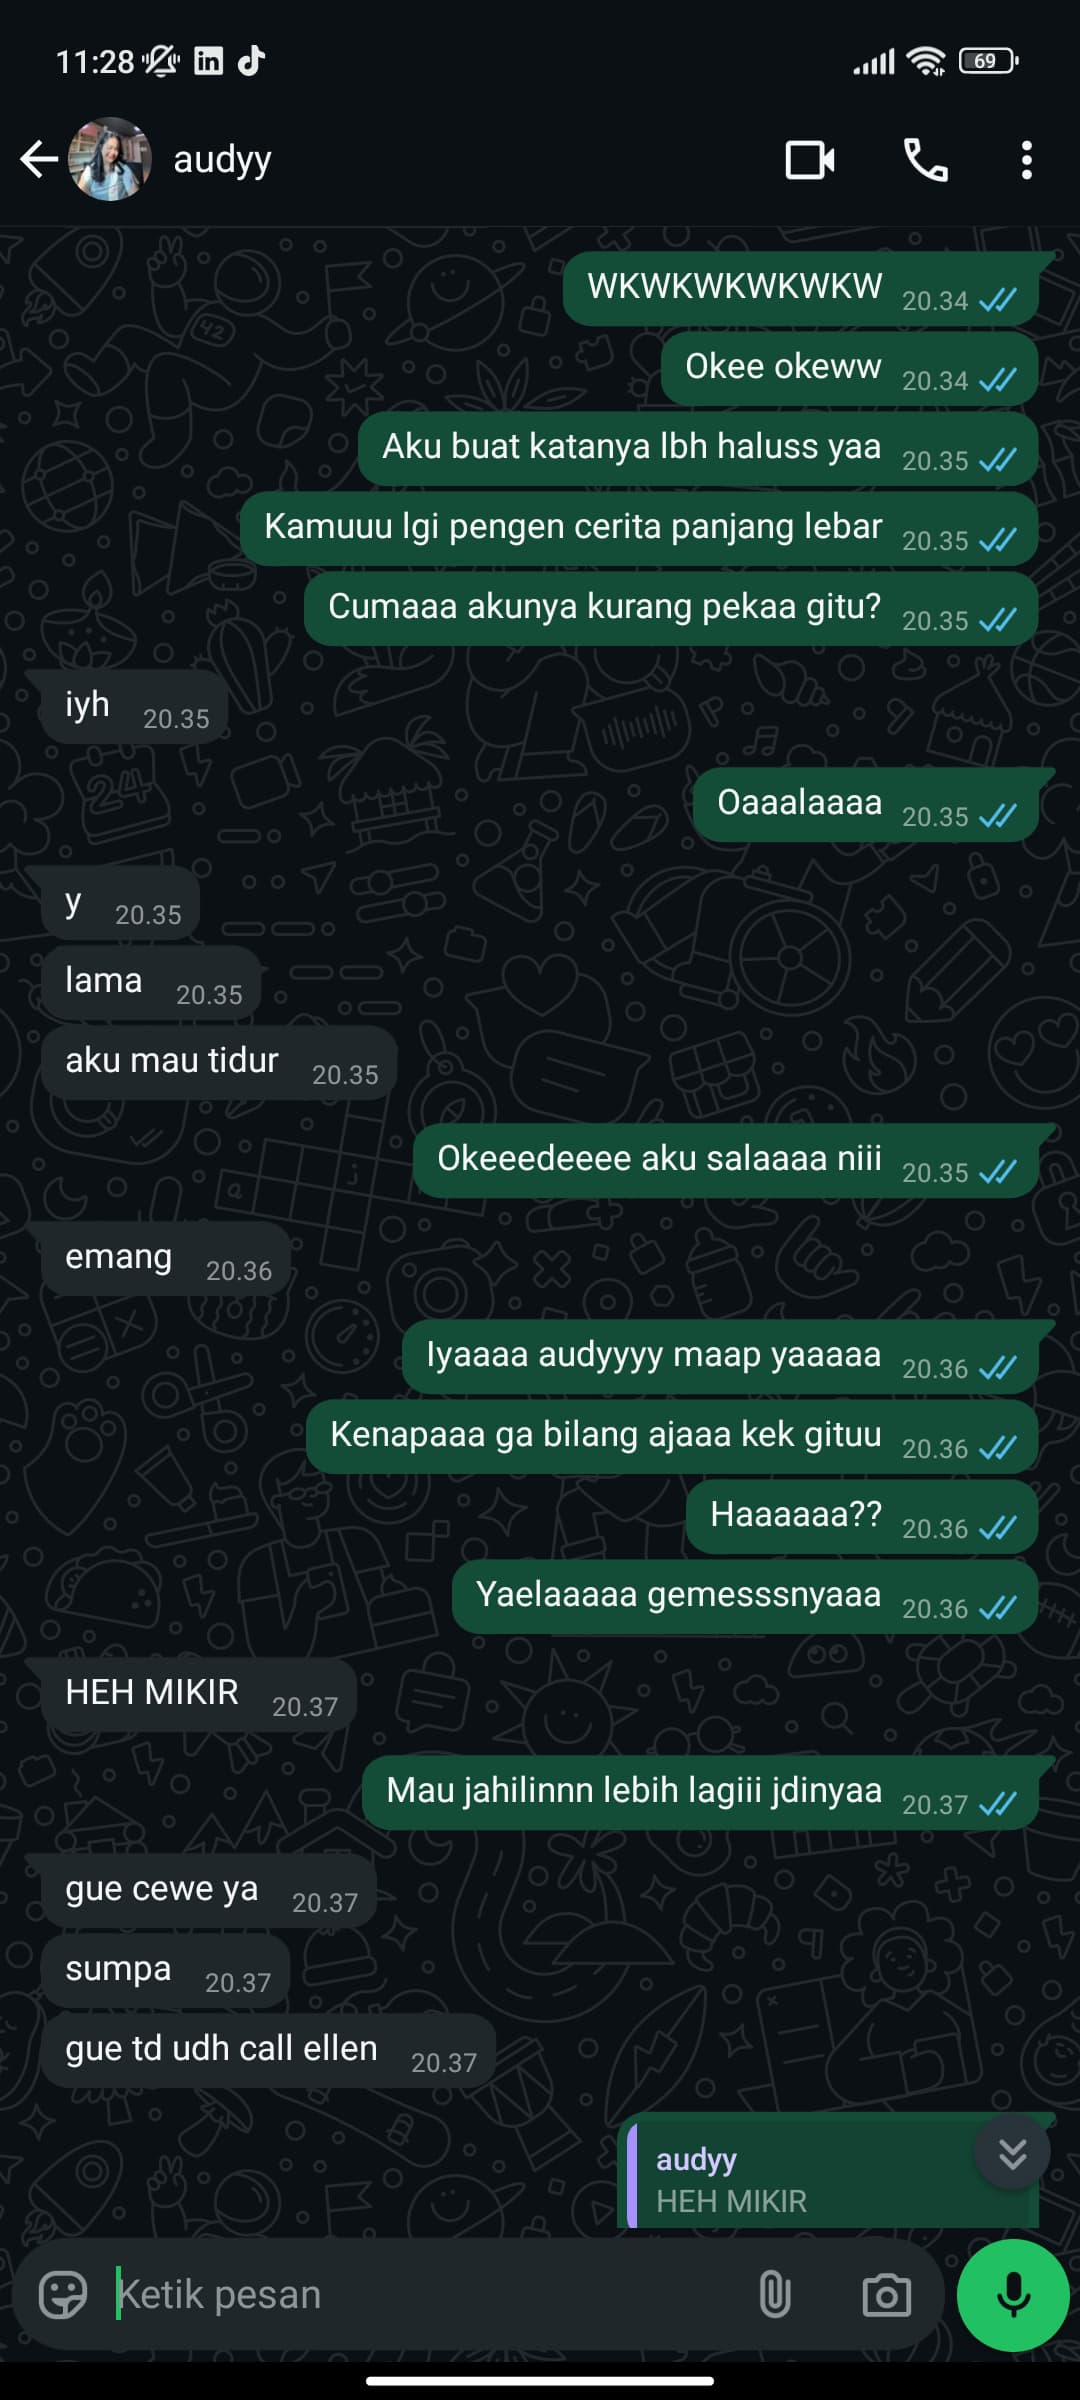 11:28
69
audyy
WKWKWKWKWKW 20.34
Okee okeww 20.34
Aku buat katanya lbh haluss yaa 20.35
Kamuuu lgi pengen cerita panjang lebar 20.35
Cumaaa akunya kurang pekaa gitu? 20.35
iyh 20.35
Oaaalaaaa 20.35
y 20.35
lama 20.35
aku mau tidur 20.35
Okeeedeeee aku salaaaa niii 20.35
emang 20.36
Iyaaaa audyyyy maap yaaaaa 20.36
Kenapaaa ga bilang ajaaa kek gituu 20.36
Haaaaaa?? 20.36
Yaelaaaaa gemesssnyaaa 20.36
HEH MIKIR 20.37
Mau jahilinnn lebih lagiii jdinyaa 20.37
gue cewe ya 20.37
sumpa 20.37
gue td udh call ellen 20.37
audyy
HEH MIKIR
Ketik pesan